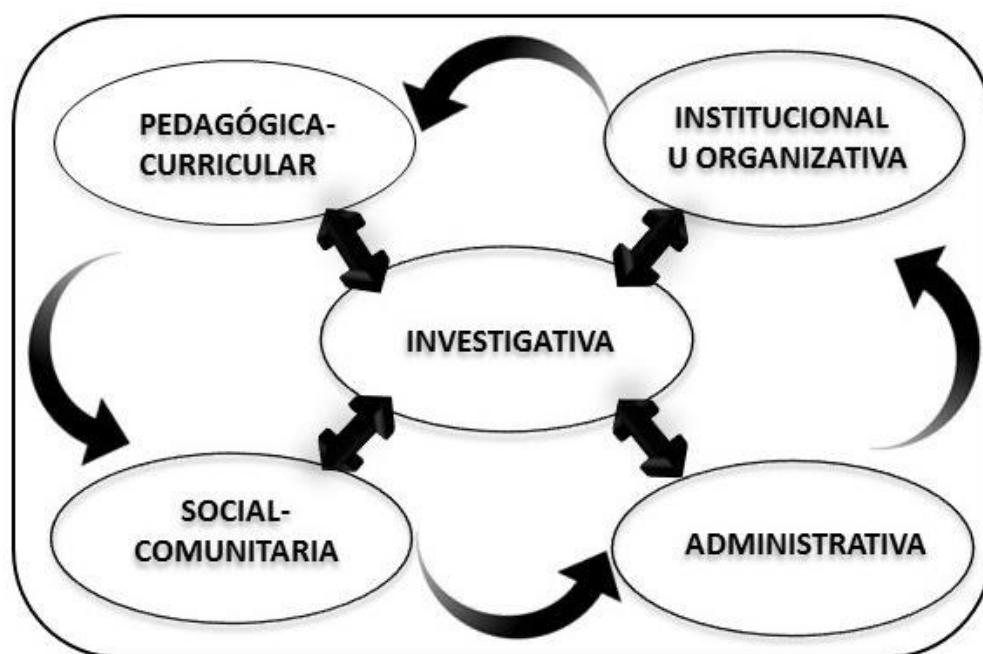 PEDAGÓGICA-
CURRICULAR
INSTITUCIONAL
U ORGANIZATIVA
INVESTIGATIVA
SOCIAL-
COMUNITARIA
ADMINISTRATIVA